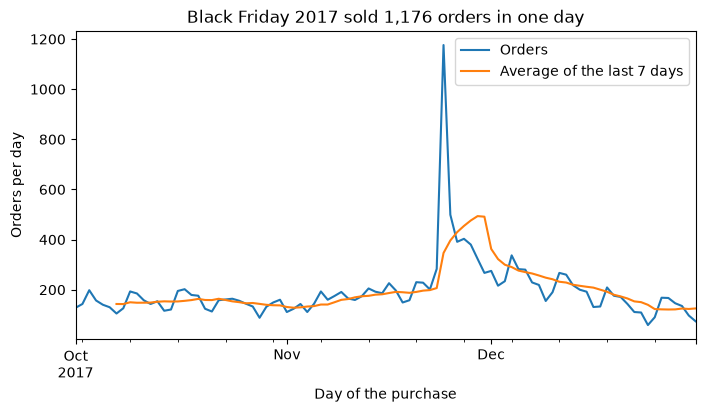 Black Friday 2017 sold 1,176 orders in one day
Orders
Average of the last 7 days
Orders per day
1200
1000
800
600
400
200
Oct
2017
Nov
Dec
Day of the purchase